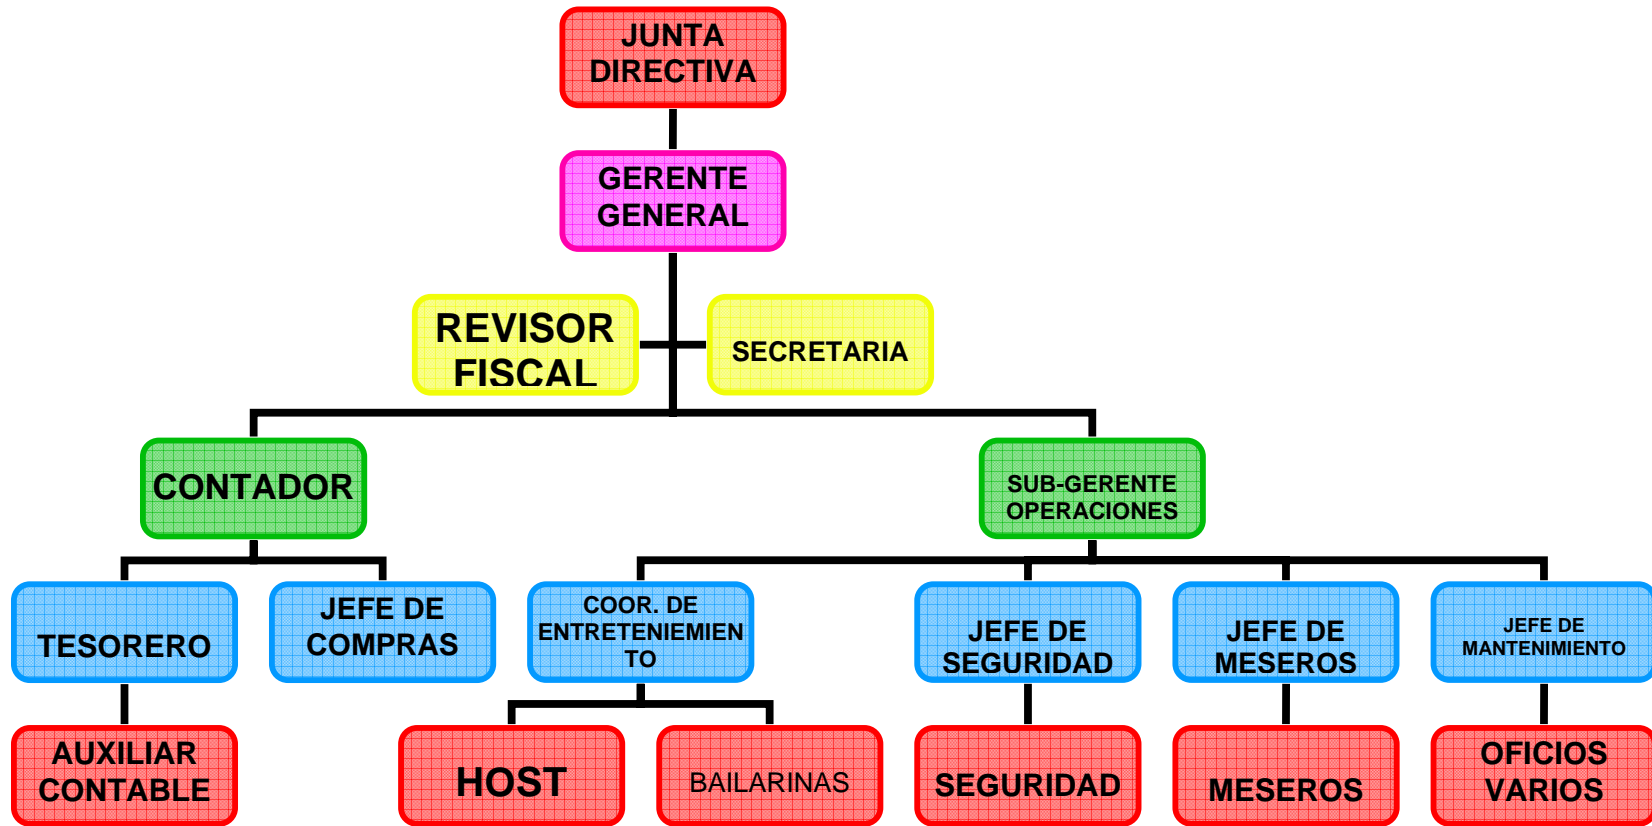 JUNTA
DIRECTIVA
GERENTE
GENERAL
REVISOR
FISCAL
SECRETARIA
CONTADOR
SUB-GERENTE
OPERACIONES
TESORERO
JEFE DE
COMPRAS
COOR. DE
ENTRETENIEMIEN
TO
JEFE DE
SEGURIDAD
JEFE DE
MESEROS
JEFE DE
MANTENIMIENTO
AUXILIAR
CONTABLE
HOST
BAILARINAS
SEGURIDAD
MESEROS
OFICIOS
VARIOS